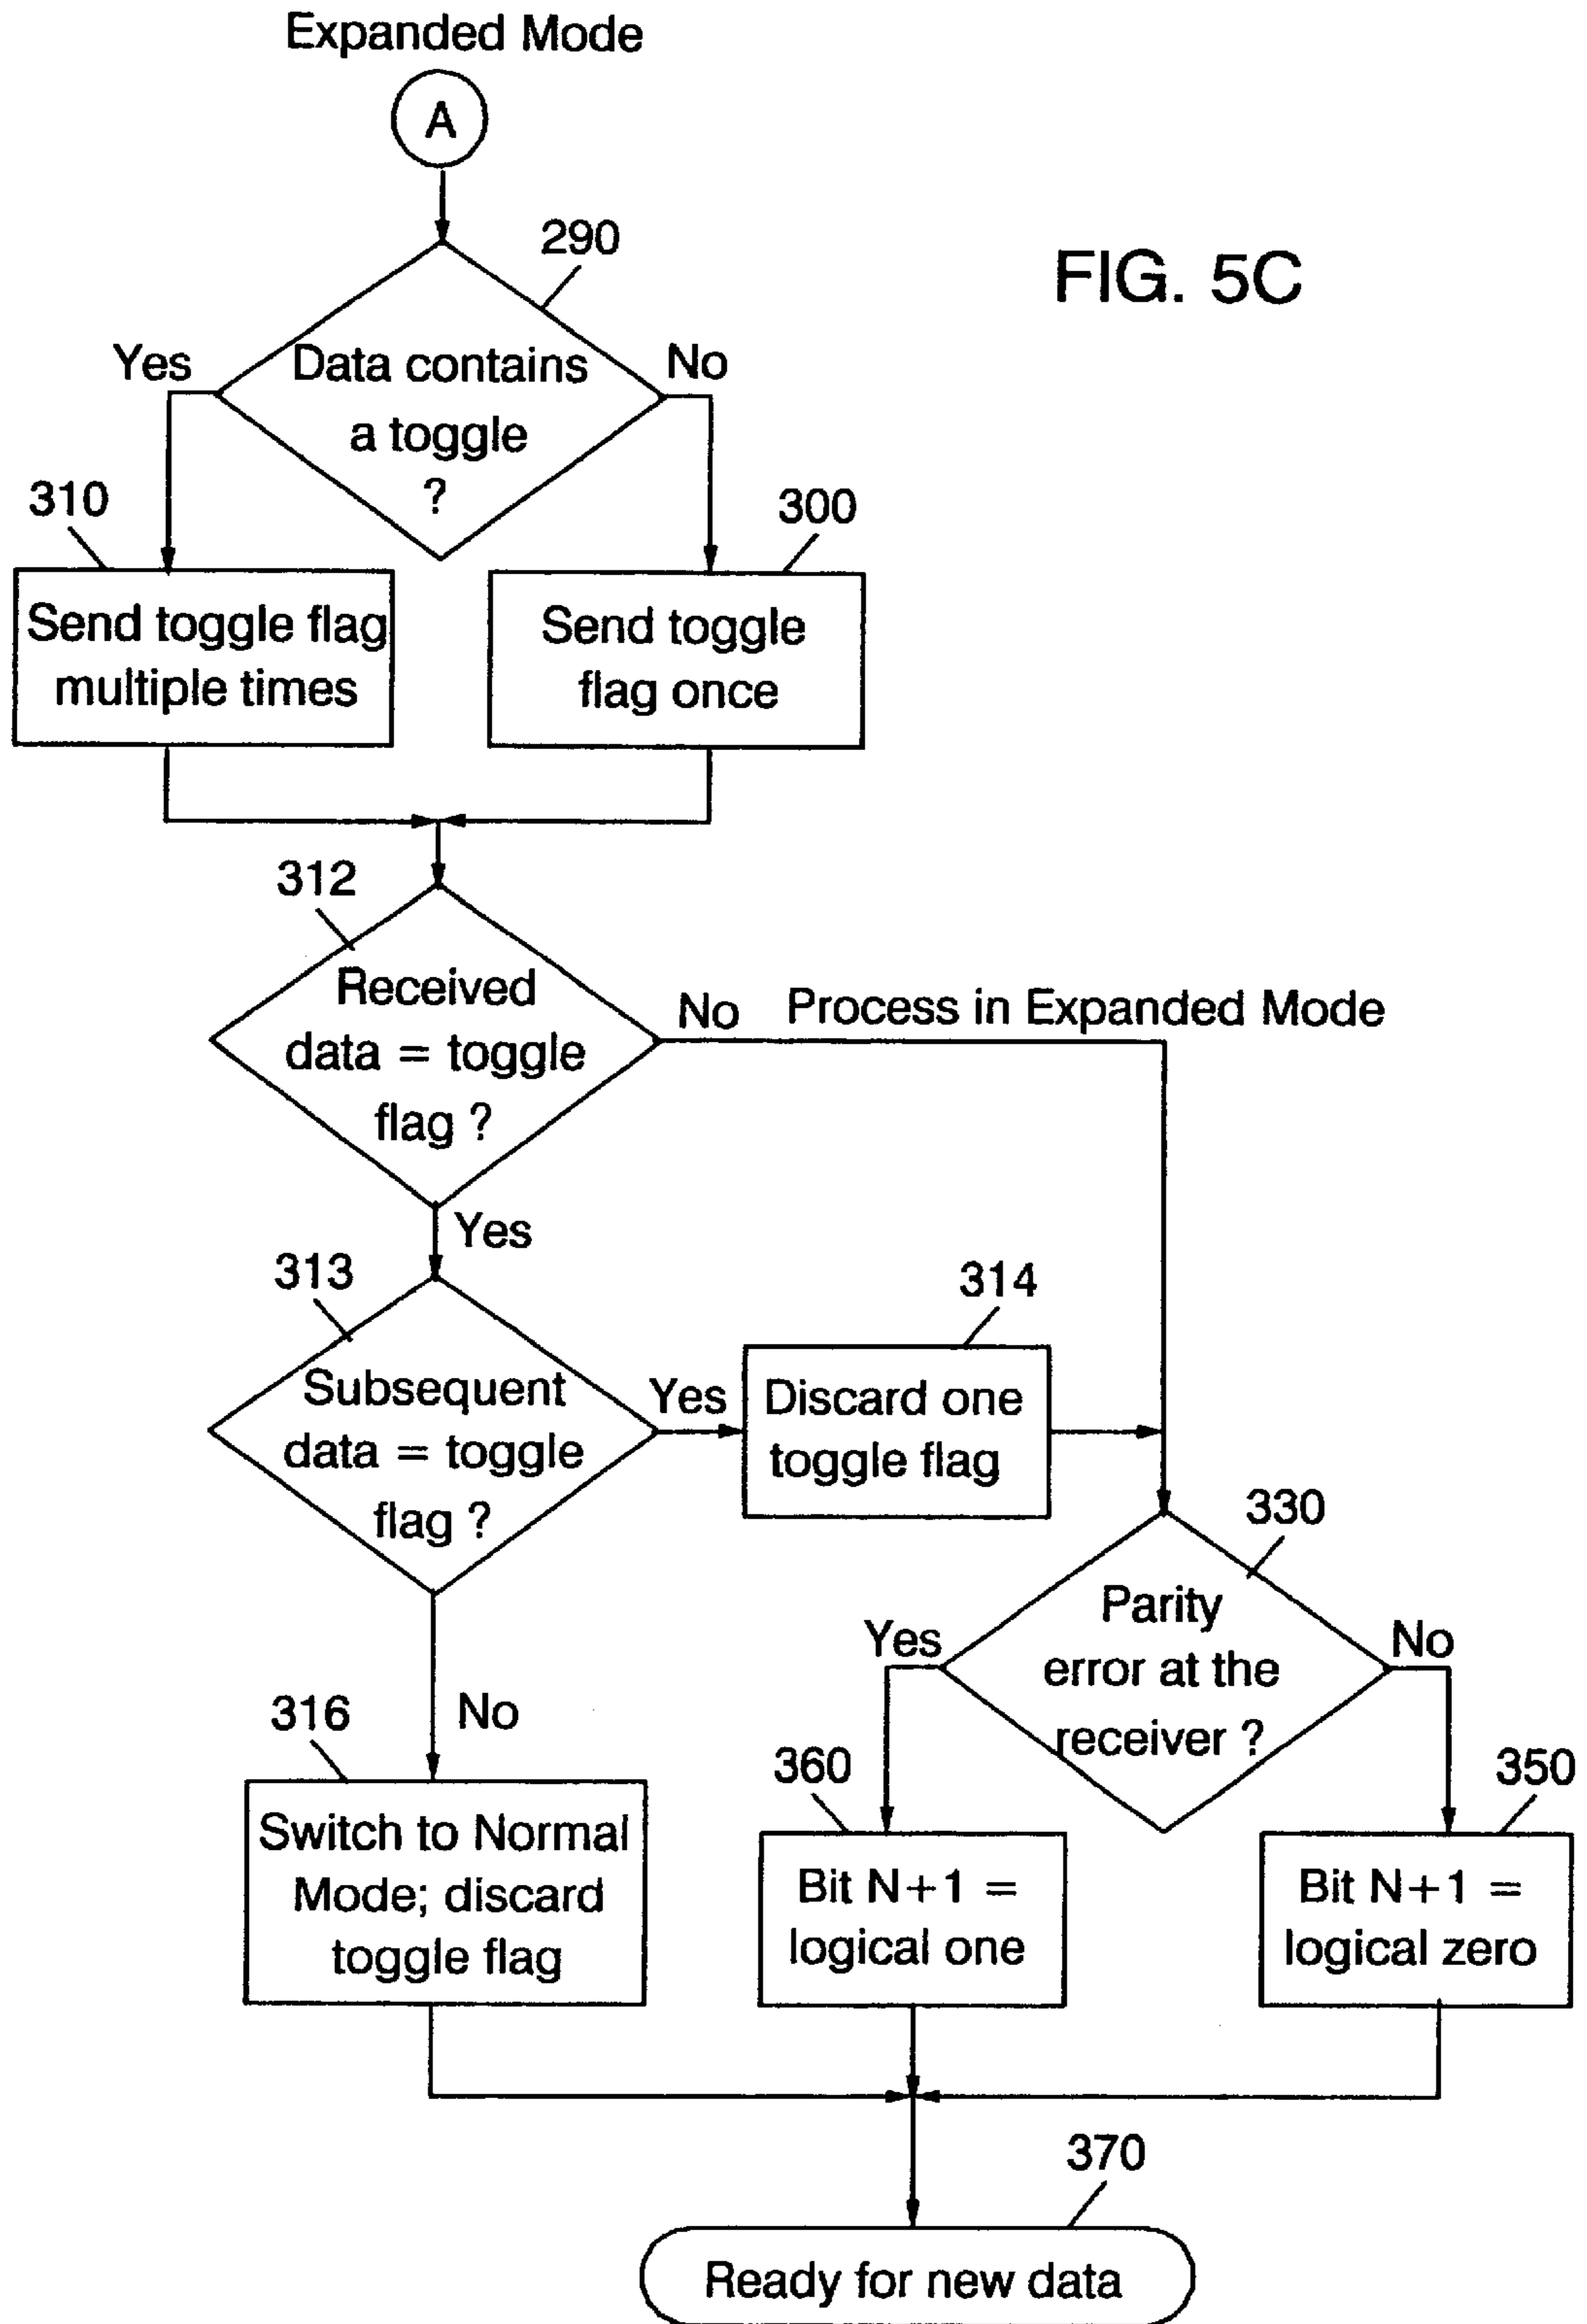 Expanded Mode
A
290
FIG. 5C
Yes
No
Data contains
a toggle
?
310
300
Send toggle flag
multiple times
Send toggle
flag once
312
Received
data = toggle
flag ?
No
Process in Expanded Mode
Yes
313
314
Subsequent
data = toggle
flag ?
Yes
Discard one
toggle flag
330
Parity
error at the
receiver ?
Yes
No
316
No
360
350
Switch to Normal
Mode; discard
toggle flag
Bit N+1 =
logical one
Bit N+1 =
logical zero
370
Ready for new data